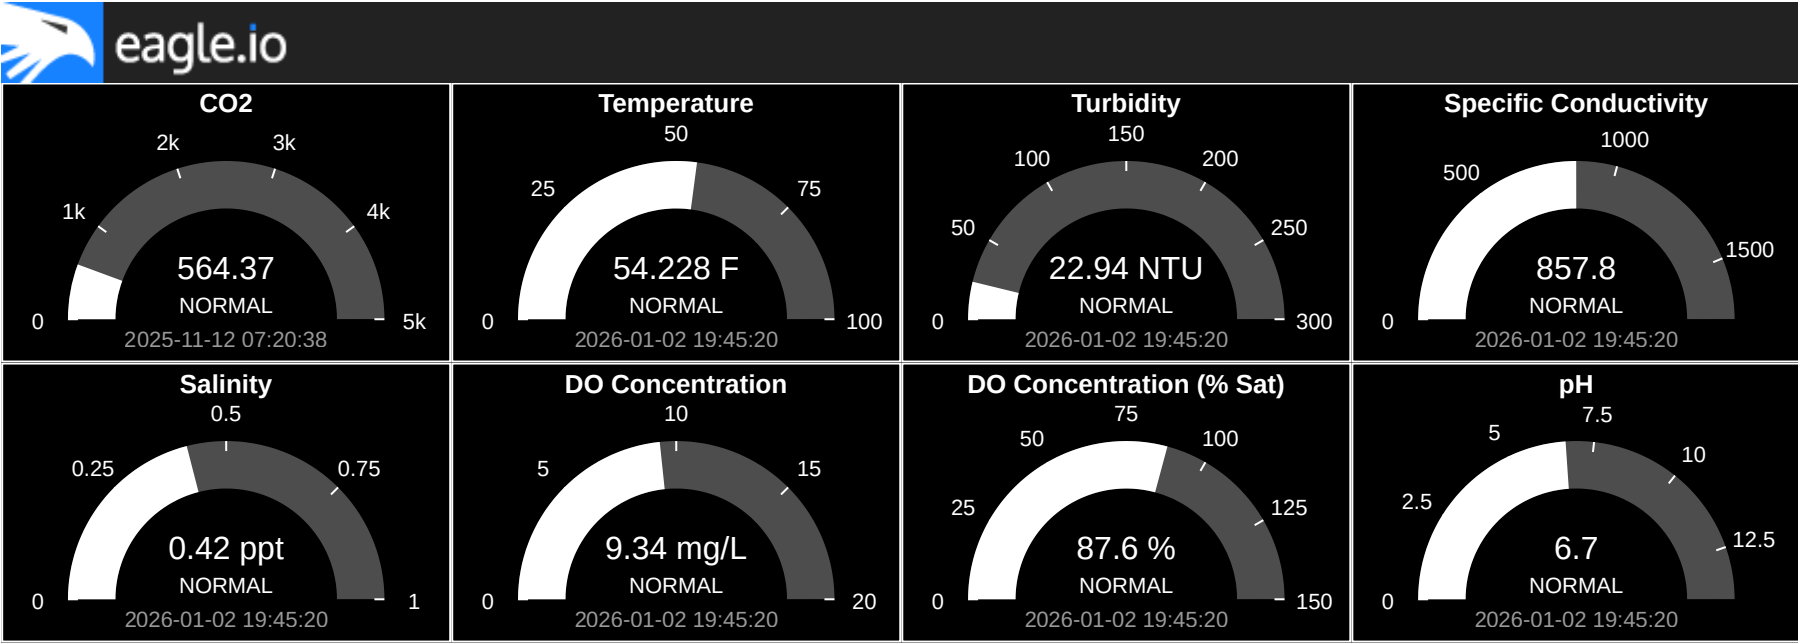 eagle.io
CO2
2k 3k
1k 4k
564.37
NORMAL
0 5k
2025-11-12 07:20:38
Temperature
50
25 75
54.228 F
NORMAL
0 100
2026-01-02 19:45:20
Turbidity
150
100 200
50 250
22.94 NTU
NORMAL
0 300
2026-01-02 19:45:20
Specific Conductivity
1000
500
1500
857.8
NORMAL
0
2026-01-02 19:45:20
Salinity
0.5
0.25 0.75
0.42 ppt
NORMAL
0 1
2026-01-02 19:45:20
DO Concentration
10
5 15
9.34 mg/L
NORMAL
0 20
2026-01-02 19:45:20
DO Concentration (% Sat)
75
50 100
25 125
87.6 %
NORMAL
0 150
2026-01-02 19:45:20
pH
7.5
5
10
2.5
12.5
6.7
NORMAL
0
2026-01-02 19:45:20